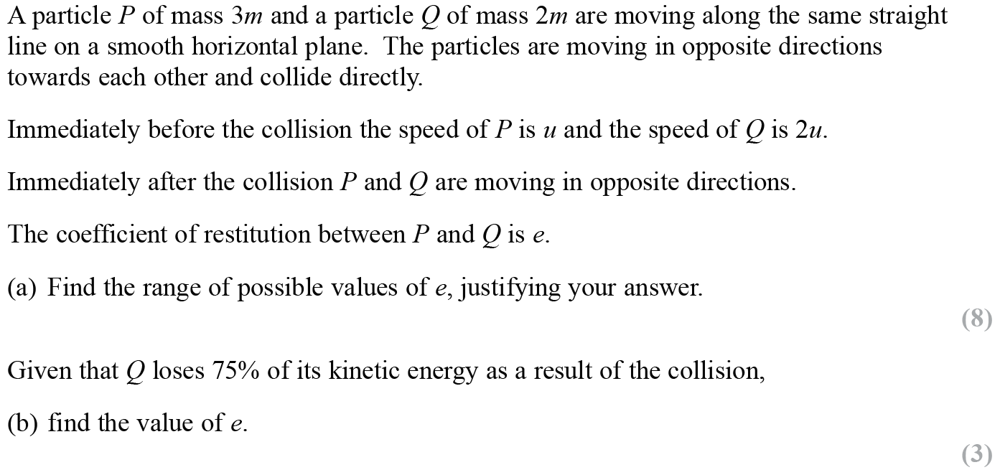 A particle P of mass 3m and a particle Q of mass 2m are moving along the same straight
line on a smooth horizontal plane. The particles are moving in opposite directions
towards each other and collide directly.
Immediately before the collision the speed of P is u and the speed of Q is 2u.
Immediately after the collision P and Q are moving in opposite directions.
The coefficient of restitution between P and Q is e.
(a) Find the range of possible values of e, justifying your answer.
(8)
Given that Q loses 75% of its kinetic energy as a result of the collision,
(b) find the value of e.
(3)